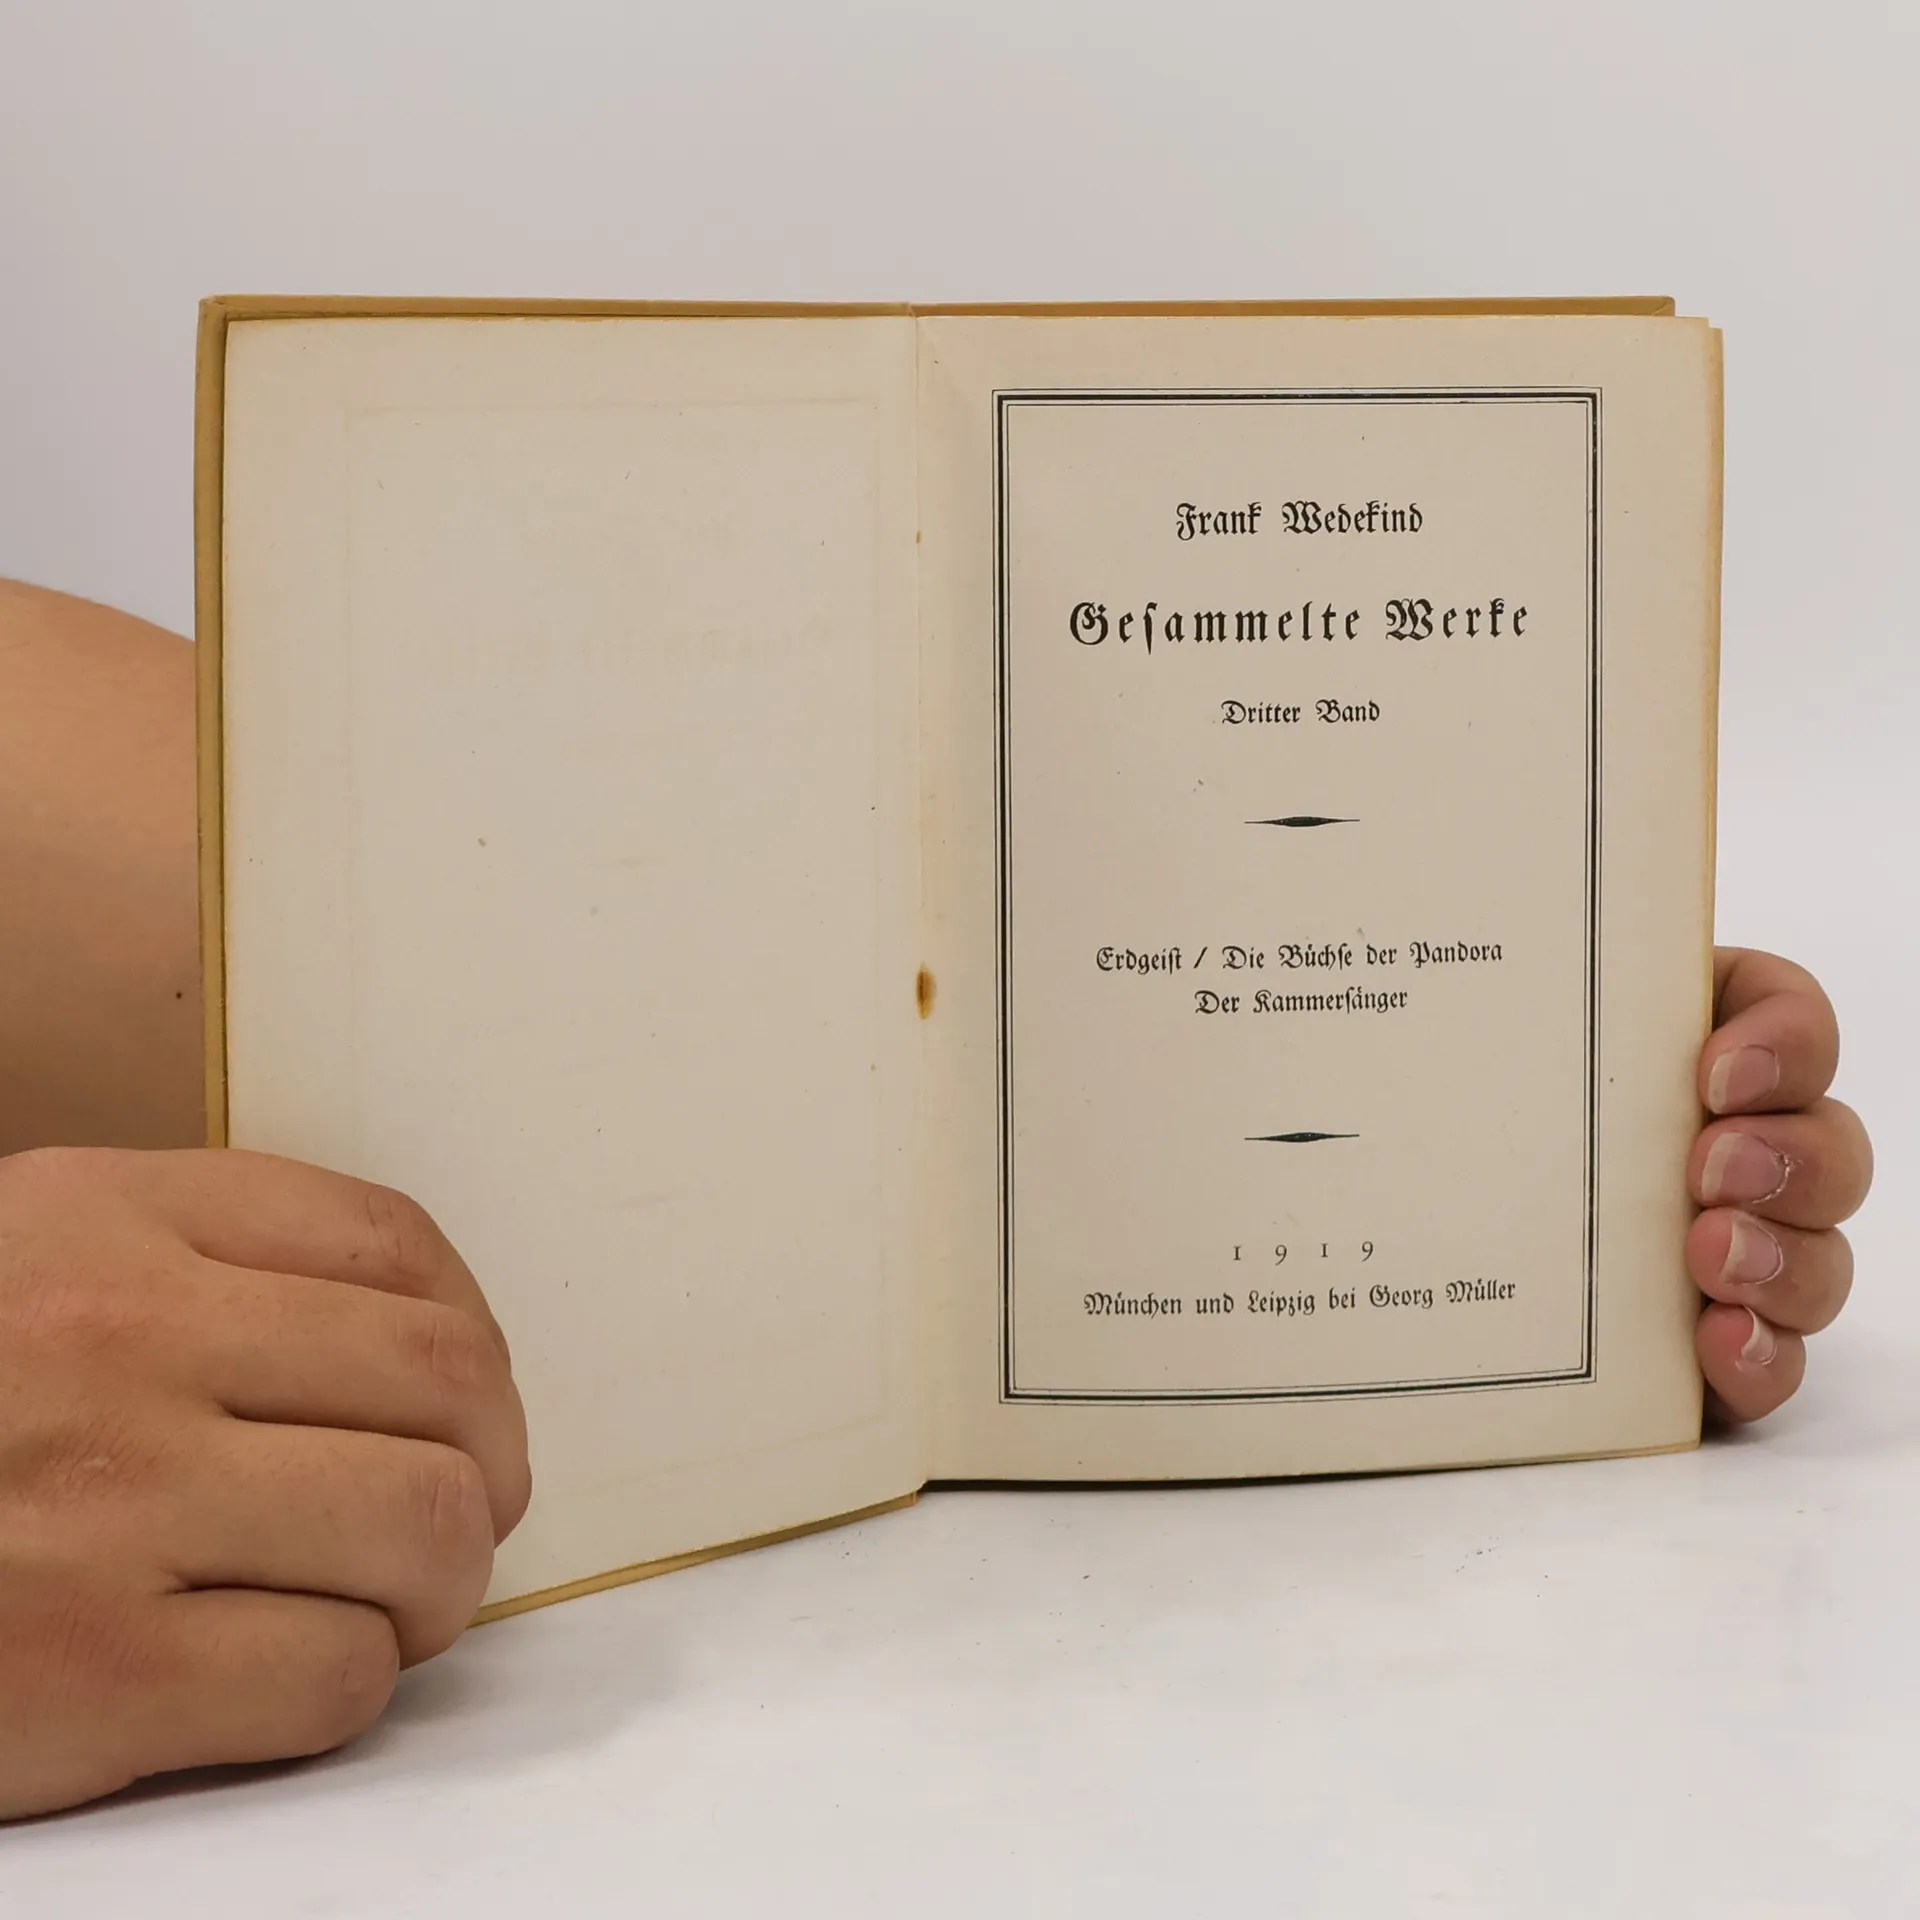 Frank Wedekind
Geſammelte Werke
Dritter Band
Erdgeiſt / Die Büchſe der Pandora
Der Kammerſänger
1919
München und Leipzig bei Georg Müller